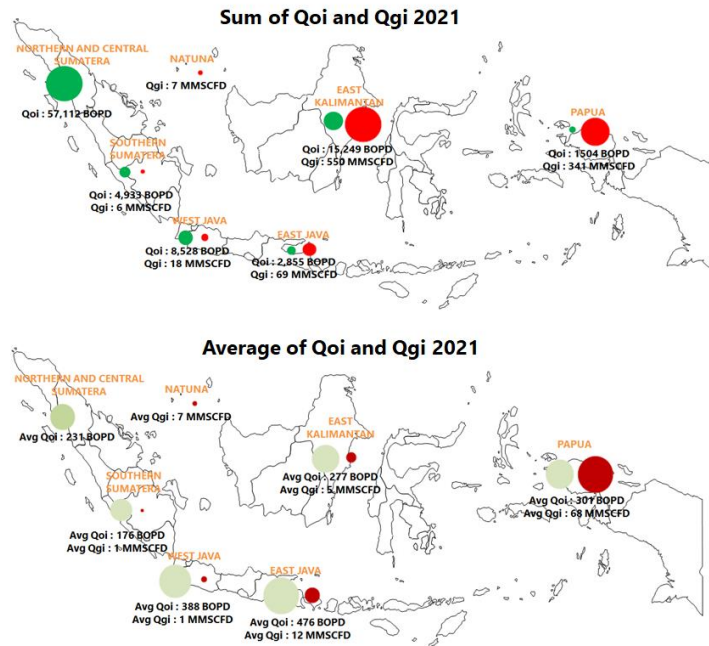 Sum of Qoi and Qgi 2021
NORTHERN AND CENTRAL
SUMATERA
Qoi : 57,112 BOPD
NATUNA
Qgi : 7 MMSCFD
EAST
KALIMANTAN
Qoi : 15,249 BOPD
Qgi : 550 MMSCFD
PAPUA
Qoi : 1504 BOPD
Qgi : 341 MMSCFD
SOUTHERN
SUMATERA
Qoi : 4,933 BOPD
Qgi : 6 MMSCFD
WEST JAVA
Qoi : 8,528 BOPD
Qgi : 18 MMSCFD
EAST JAVA
Qoi : 2,855 BOPD
Qgi : 69 MMSCFD
Average of Qoi and Qgi 2021
NORTHERN AND CENTRAL
SUMATERA
Avg Qoi : 231 BOPD
NATUNA
Avg Qgi : 7 MMSCFD
EAST
KALIMANTAN
Avg Qoi : 277 BOPD
Avg Qgi : 5 MMSCFD
PAPUA
Avg Qoi : 301 BOPD
Avg Qgi : 68 MMSCFD
SOUTHERN
SUMATERA
Avg Qoi : 176 BOPD
Avg Qgi : 1 MMSCFD
WEST JAVA
Avg Qoi : 388 BOPD
Avg Qgi : 1 MMSCFD
EAST JAVA
Avg Qoi : 476 BOPD
Avg Qgi : 12 MMSCFD